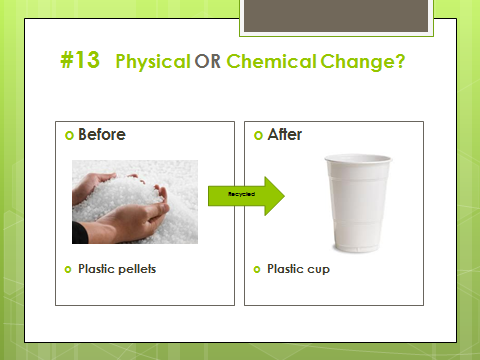 #13 Physical OR Chemical Change?
Before
After
Recycled
Plastic pellets
Plastic cup